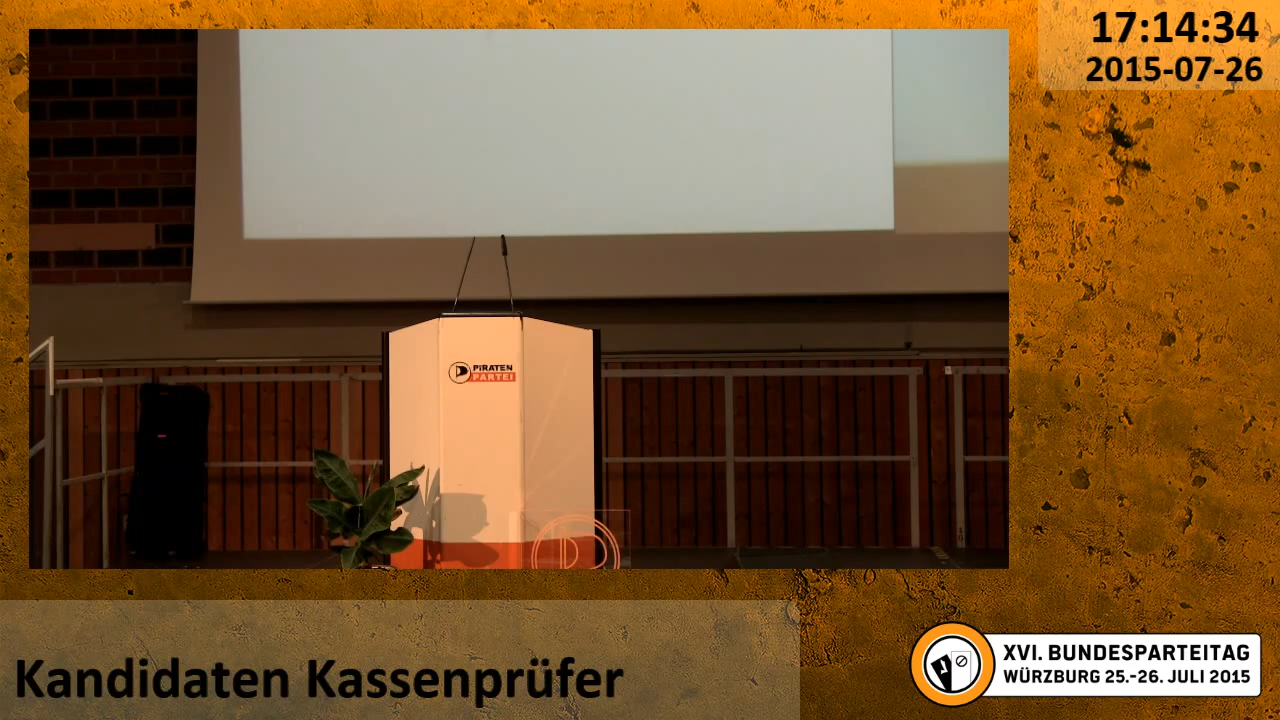 17:14:34
2015-07-26
PIRATEN
PARTEI
Kandidaten Kassenprüfer
XVI. BUNDESPARTEITAG
WÜRZBURG 25.-26. JULI 2015